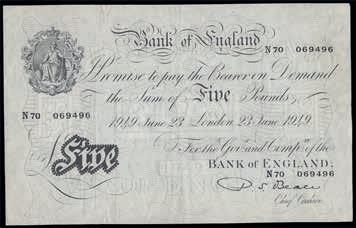 Bank of England
N70 069496
I Promise to pay the Bearer on Demand
the Sum of Five Pounds
N70 069496
1949 June 23 London 23 June 1949
For the Gov.r and Comp.a of the
BANK OF ENGLAND:
N70 069496
Five
P. S. Beale
Chief Cashier